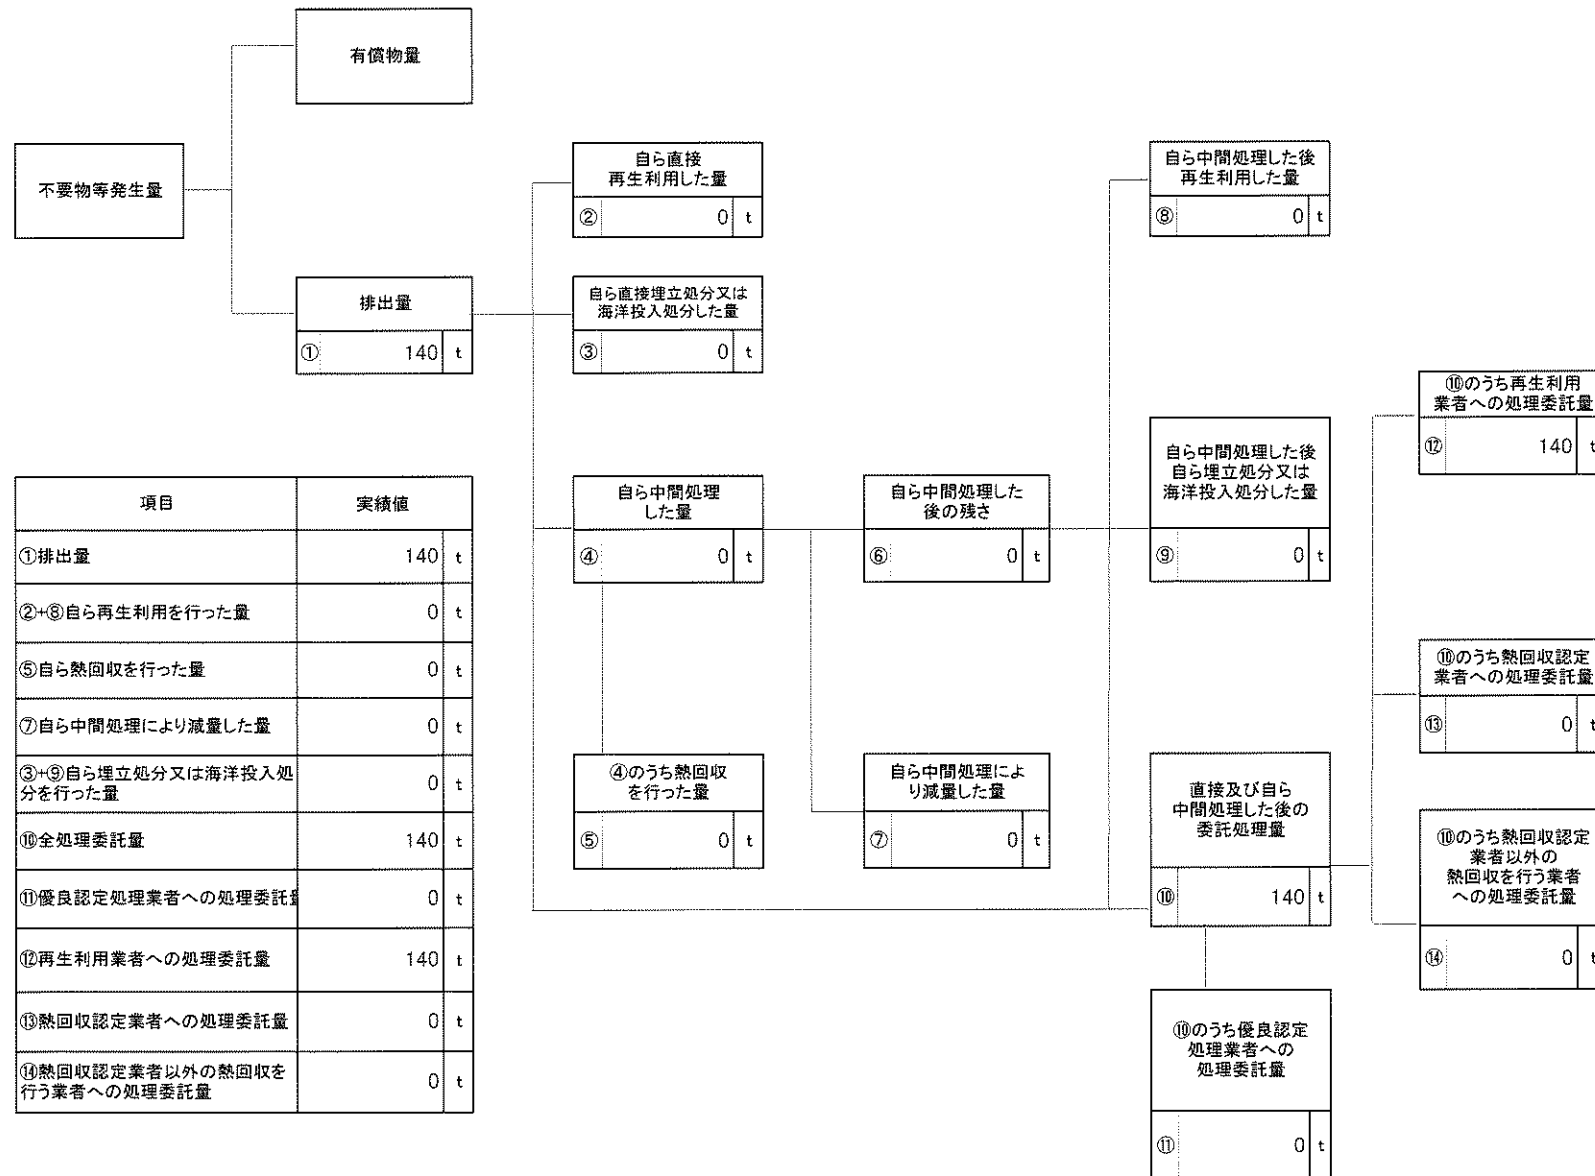 有償物量
不要物等発生量
排出量
① 140 t
自ら直接
再生利用した量
② 0 t
自ら直接埋立処分又は
海洋投入処分した量
③ 0 t
自ら中間処理
した量
④ 0 t
④のうち熱回収
を行った量
⑤ 0 t
自ら中間処理した
後の残さ
⑥ 0 t
自ら中間処理によ
り減量した量
⑦ 0 t
自ら中間処理した後
再生利用した量
⑧ 0 t
自ら中間処理した後
自ら埋立処分又は
海洋投入処分した量
⑨ 0 t
直接及び自ら
中間処理した後の
委託処理量
⑩ 140 t
⑩のうち優良認定
処理業者への
処理委託量
⑪ 0 t
⑩のうち再生利用
業者への処理委託量
⑫ 140 t
⑩のうち熱回収認定
業者への処理委託量
⑬ 0 t
⑩のうち熱回収認定
業者以外の
熱回収を行う業者
への処理委託量
⑭ 0 t
項目 実績値
①排出量 140 t
②+⑧自ら再生利用を行った量 0 t
⑤自ら熱回収を行った量 0 t
⑦自ら中間処理により減量した量 0 t
③+⑨自ら埋立処分又は海洋投入処
分を行った量 0 t
⑩全処理委託量 140 t
⑪優良認定処理業者への処理委託量 0 t
⑫再生利用業者への処理委託量 140 t
⑬熱回収認定業者への処理委託量 0 t
⑭熱回収認定業者以外の熱回収を
行う業者への処理委託量 0 t